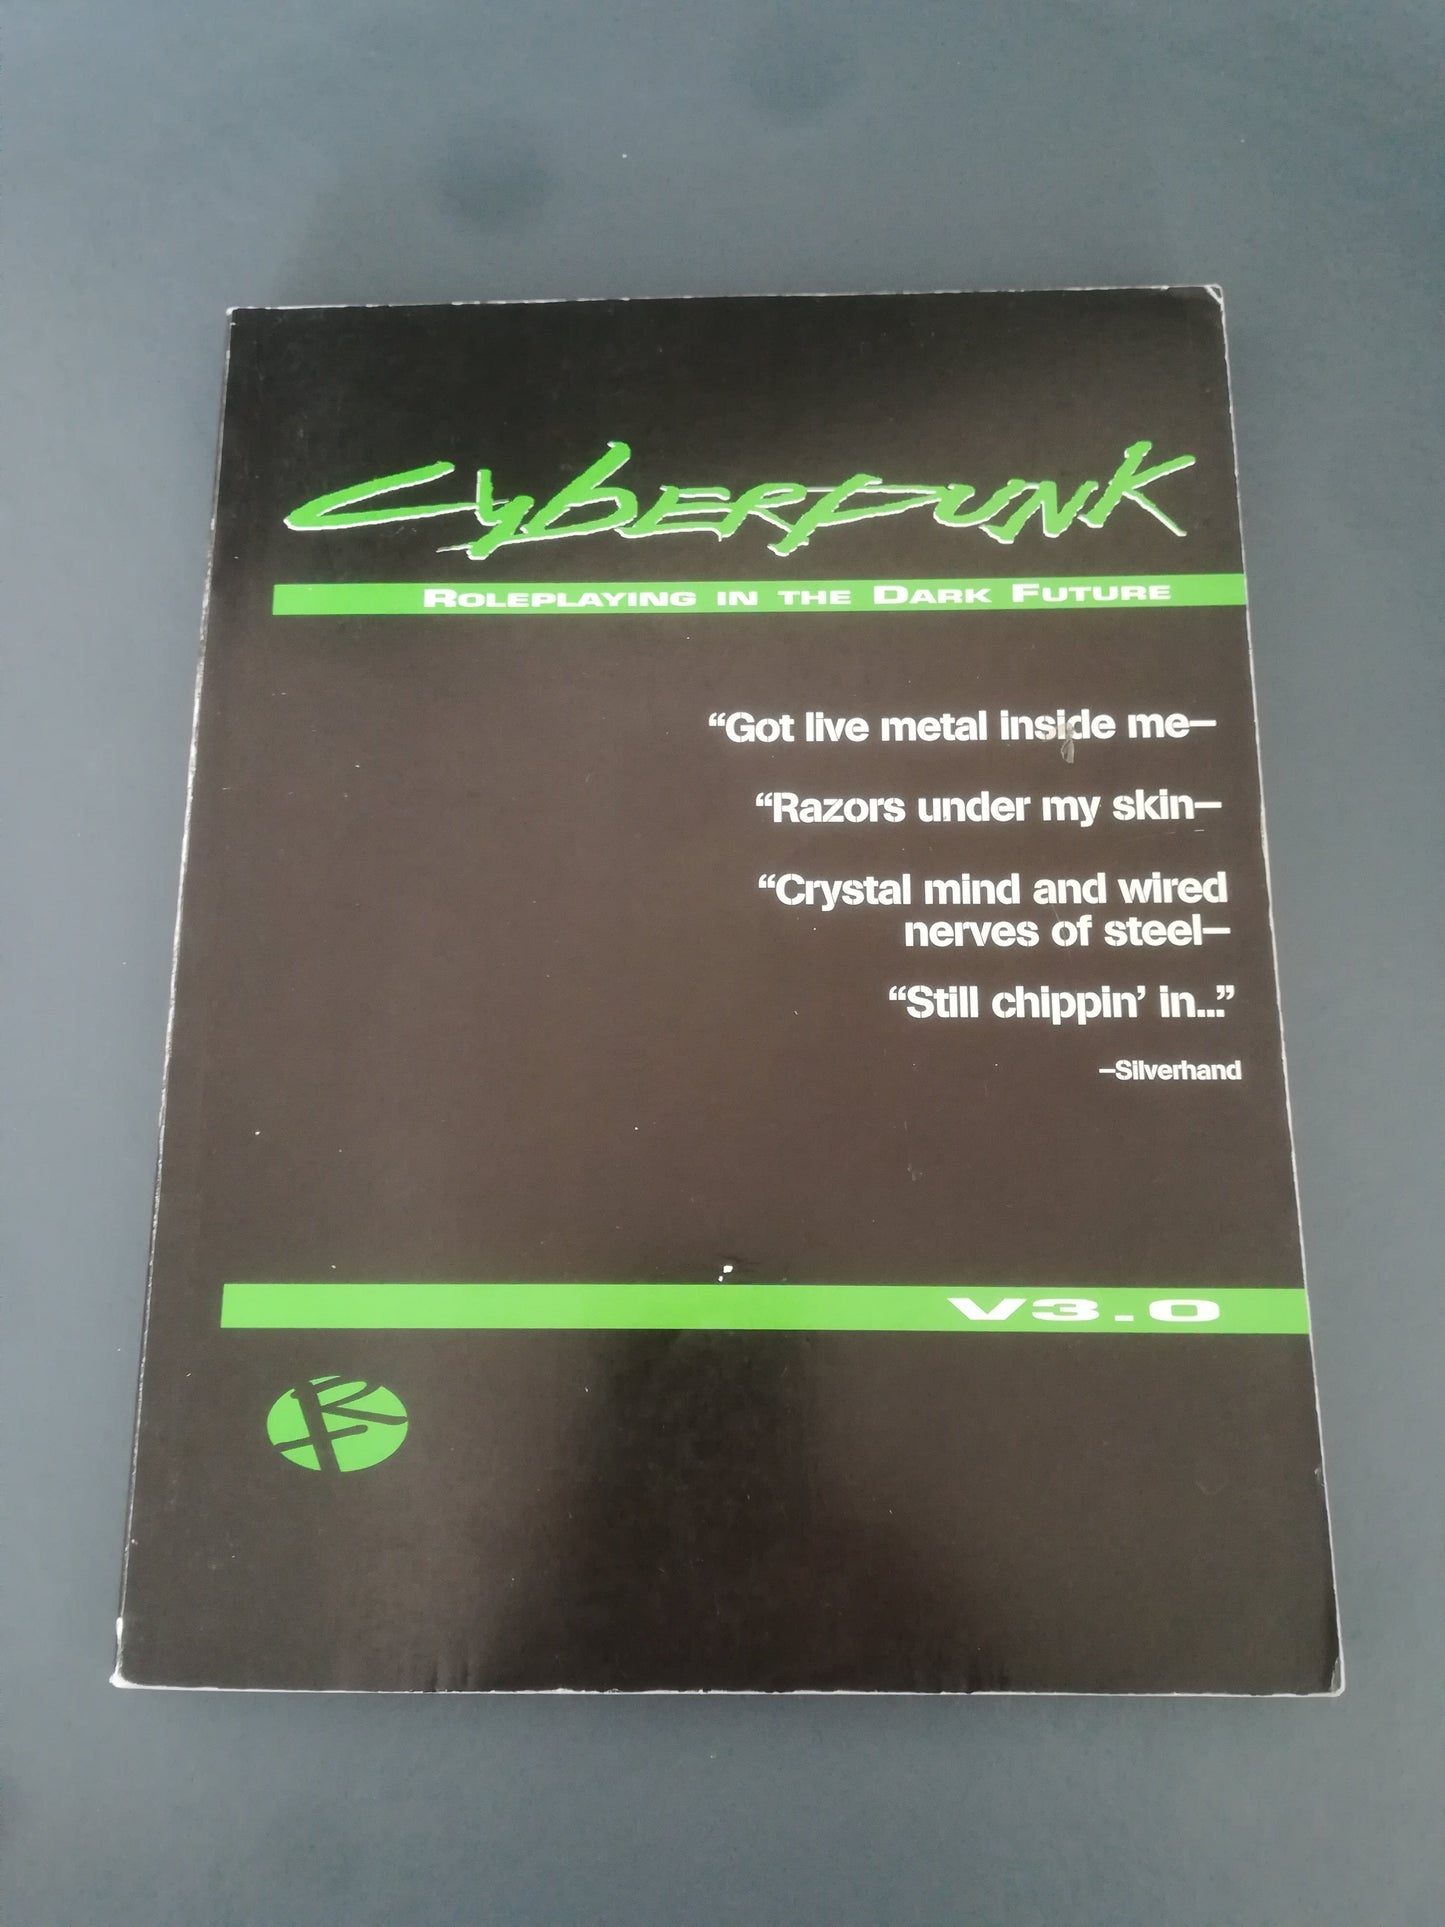 Cyberpunk
Roleplaying in the Dark Future
“Got live metal inside me—
“Razors under my skin—
“Crystal mind and wired
nerves of steel—
“Still chippin’ in...”
—Silverhand
V3.0
R